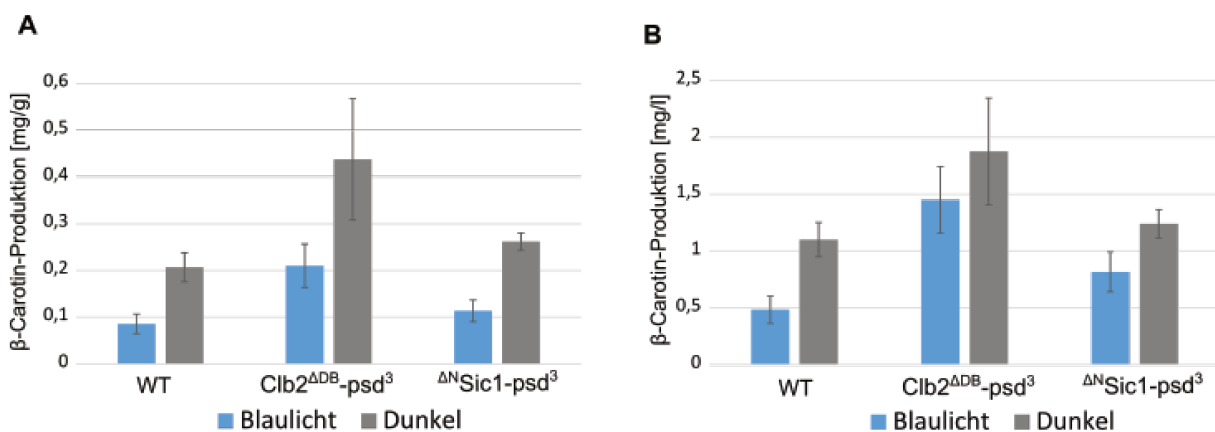 A
β-Carotin-Produktion [mg/g]
0,6
0,5
0,4
0,3
0,2
0,1
0
WT
Clb2ΔDB-psd³
ΔNSic1-psd³
Blaulicht
Dunkel
B
β-Carotin-Produktion [mg/l]
2,5
2
1,5
1
0,5
0
WT
Clb2ΔDB-psd³
ΔNSic1-psd³
Blaulicht
Dunkel